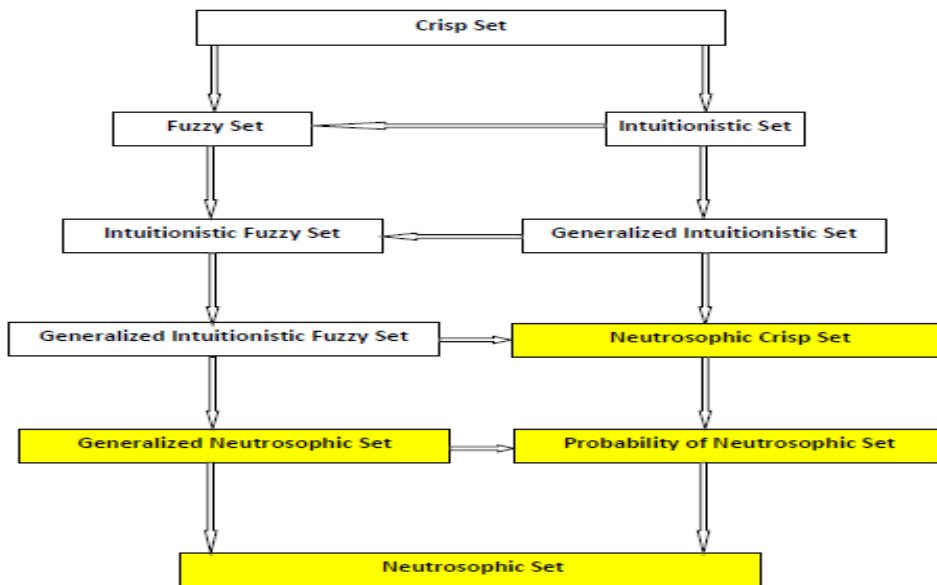 Crisp Set
Fuzzy Set
Intuitionistic Set
Intuitionistic Fuzzy Set
Generalized Intuitionistic Set
Generalized Intuitionistic Fuzzy Set
Neutrosophic Crisp Set
Generalized Neutrosophic Set
Probability of Neutrosophic Set
Neutrosophic Set